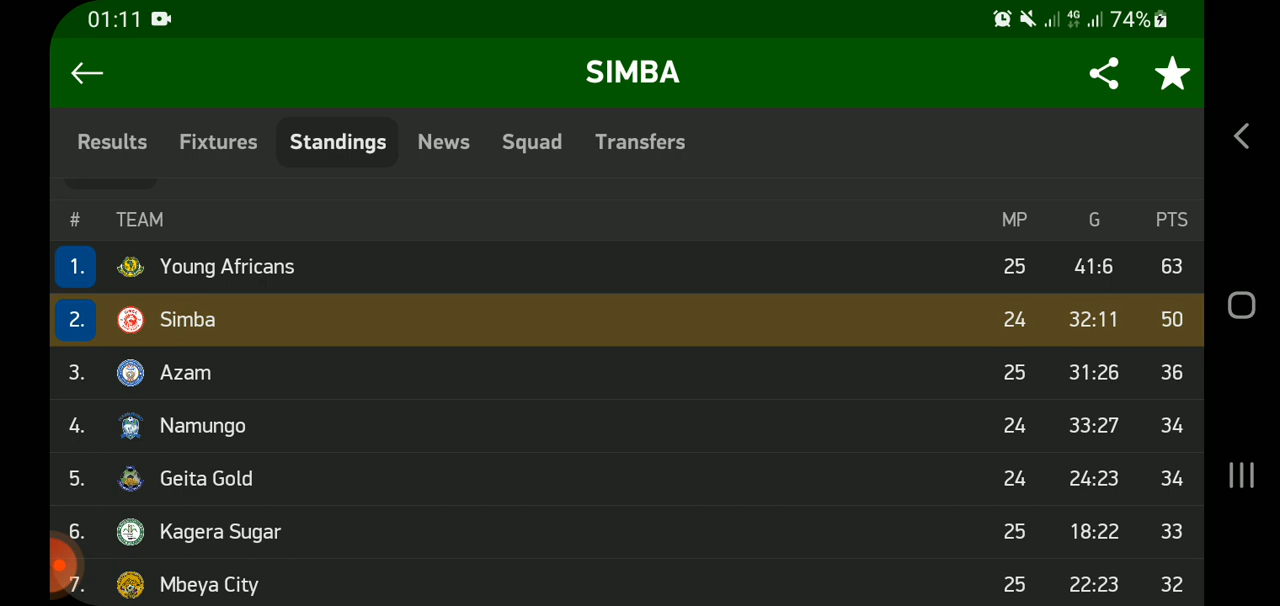 01:11 4G 74%
SIMBA
Results Fixtures Standings News Squad Transfers
# TEAM MP G PTS
1. Young Africans 25 41:6 63
2. Simba 24 32:11 50
3. Azam 25 31:26 36
4. Namungo 24 33:27 34
5. Geita Gold 24 24:23 34
6. Kagera Sugar 25 18:22 33
7. Mbeya City 25 22:23 32